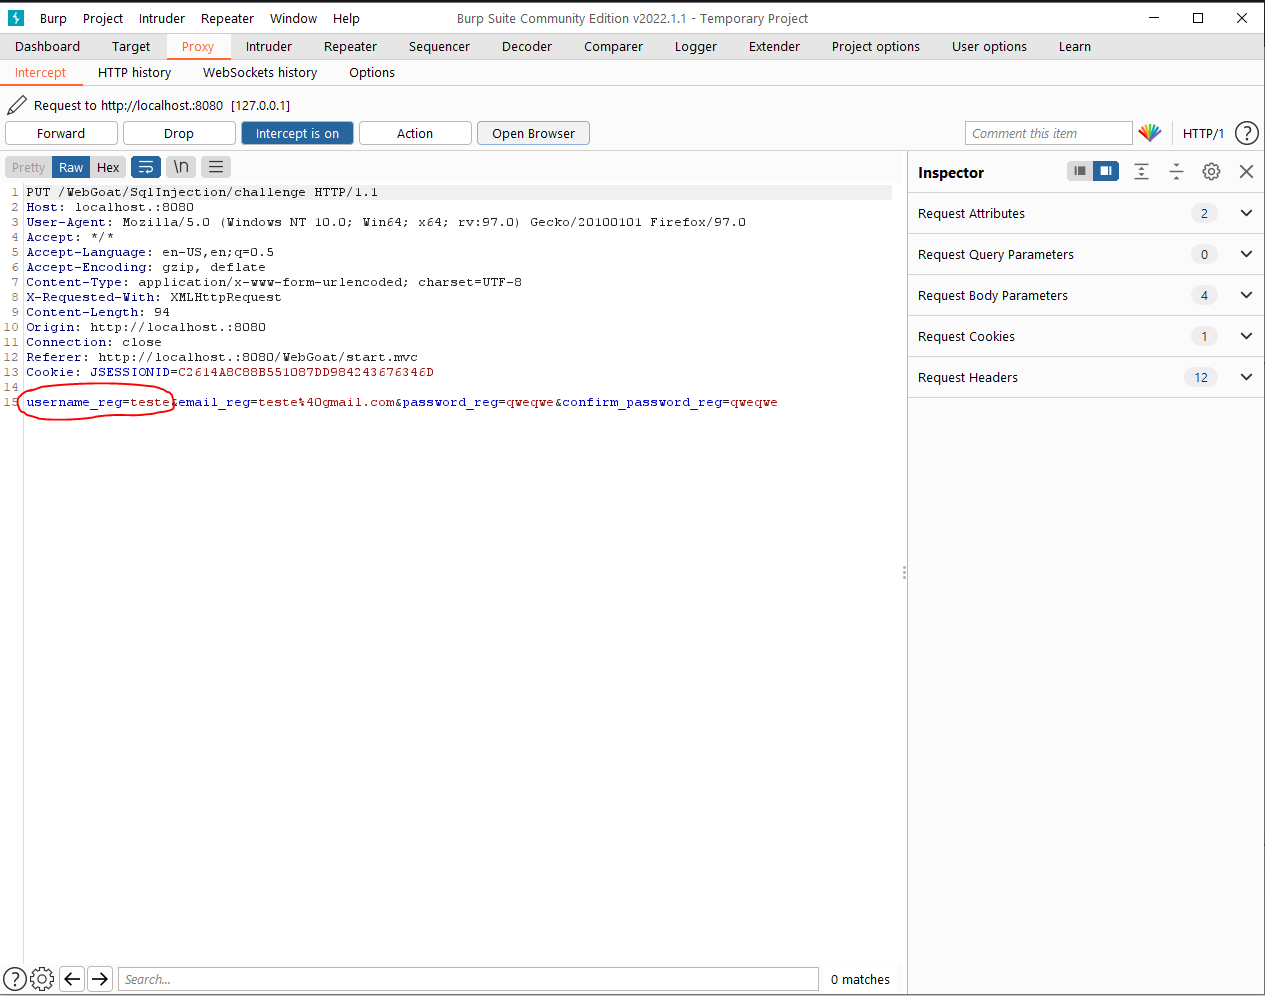 Burp Project Intruder Repeater Window Help Burp Suite Community Edition v2022.1.1 - Temporary Project
Dashboard Target Proxy Intruder Repeater Sequencer Decoder Comparer Logger Extender Project options User options Learn
Intercept HTTP history WebSockets history Options
Request to http://localhost.:8080 [127.0.0.1]
Forward Drop Intercept is on Action Open Browser Comment this item HTTP/1 ?
Pretty Raw Hex \n
Inspector
1 PUT /WebGoat/SqlInjection/challenge HTTP/1.1
2 Host: localhost.:8080
3 User-Agent: Mozilla/5.0 (Windows NT 10.0; Win64; x64; rv:97.0) Gecko/20100101 Firefox/97.0
4 Accept: */*
5 Accept-Language: en-US,en;q=0.5
6 Accept-Encoding: gzip, deflate
7 Content-Type: application/x-www-form-urlencoded; charset=UTF-8
8 X-Requested-With: XMLHttpRequest
9 Content-Length: 94
10 Origin: http://localhost.:8080
11 Connection: close
12 Referer: http://localhost.:8080/WebGoat/start.mvc
13 Cookie: JSESSIONID=C2614A8C88B551087DD984243676346D
14
15 username_reg=teste&email_reg=teste%40gmail.com&password_reg=qweqwe&confirm_password_reg=qweqwe
Request Attributes 2
Request Query Parameters 0
Request Body Parameters 4
Request Cookies 1
Request Headers 12
? Search... 0 matches